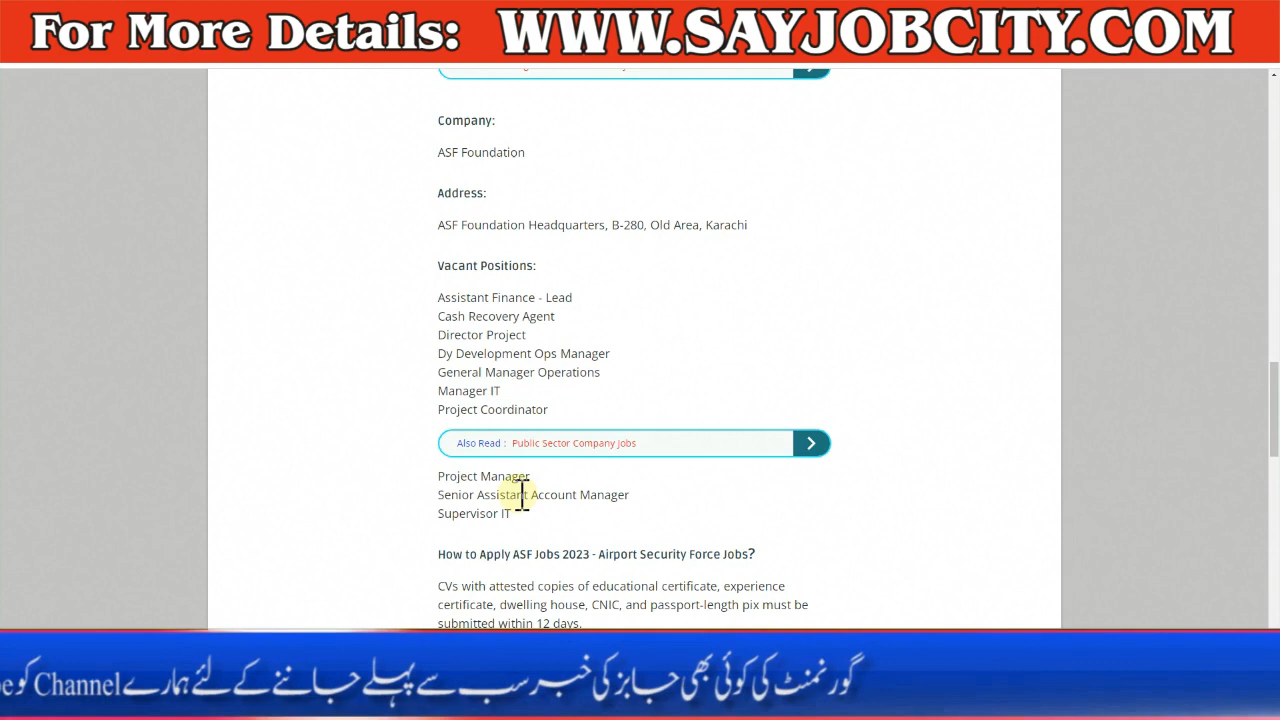 For More Details: WWW.SAYJOBCITY.COM
Company:
ASF Foundation
Address:
ASF Foundation Headquarters, B-280, Old Area, Karachi
Vacant Positions:
Assistant Finance - Lead
Cash Recovery Agent
Director Project
Dy Development Ops Manager
General Manager Operations
Manager IT
Project Coordinator
Also Read : Public Sector Company Jobs
Project Manager
Senior Assistant Account Manager
Supervisor IT
How to Apply ASF Jobs 2023 - Airport Security Force Jobs?
CVs with attested copies of educational certificate, experience
certificate, dwelling house, CNIC, and passport-length pix must be
submitted within 12 days.
گورنمنٹ کی کوئی بھی جابز کی خبر سب سے پہلے جاننے کے لئے ہمارے Channel کو